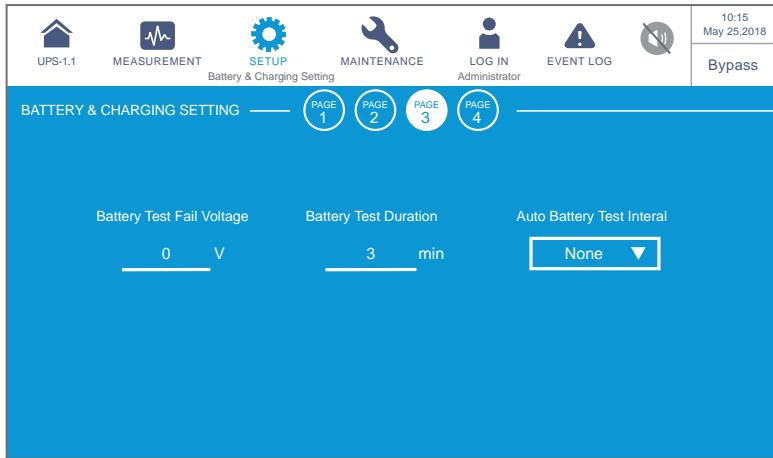 10:15
May 25,2018
UPS-1.1 MEASUREMENT SETUP MAINTENANCE LOG IN EVENT LOG
Battery & Charging Setting Administrator
Bypass
BATTERY & CHARGING SETTING
PAGE 1
PAGE 2
PAGE 3
PAGE 4
Battery Test Fail Voltage Battery Test Duration Auto Battery Test Interal
0 V 3 min None